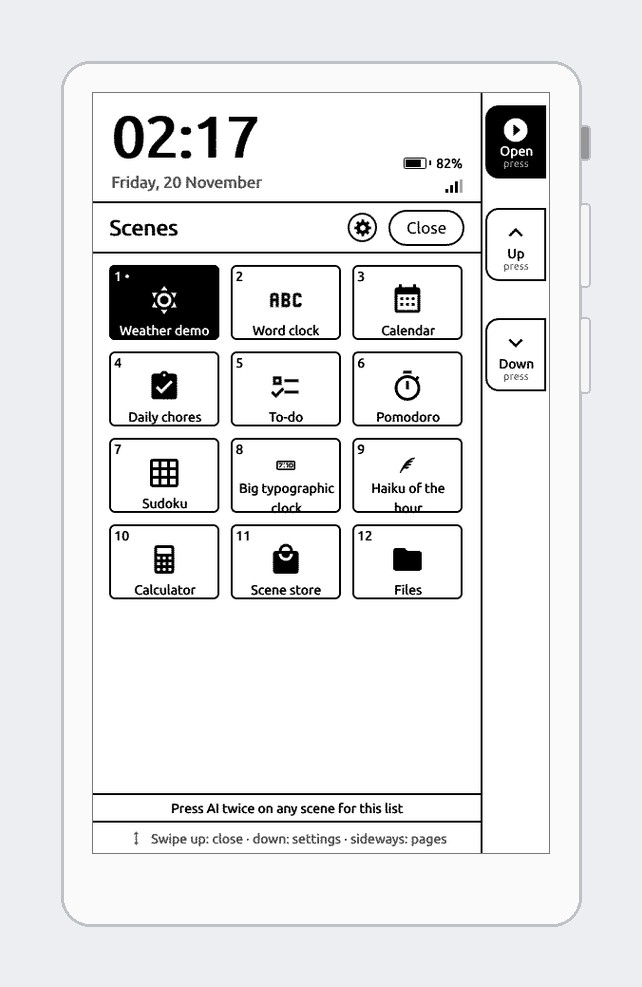 02:17
82%
Friday, 20 November
Scenes
Close
1 •
Weather demo
2
ABC
Word clock
3
Calendar
4
Daily chores
5
To-do
6
Pomodoro
7
Sudoku
8
7:10
Big typographic
clock
9
Haiku of the
hour
10
Calculator
11
Scene store
12
Files
Press AI twice on any scene for this list
Swipe up: close · down: settings · sideways: pages
Open
press
Up
press
Down
press